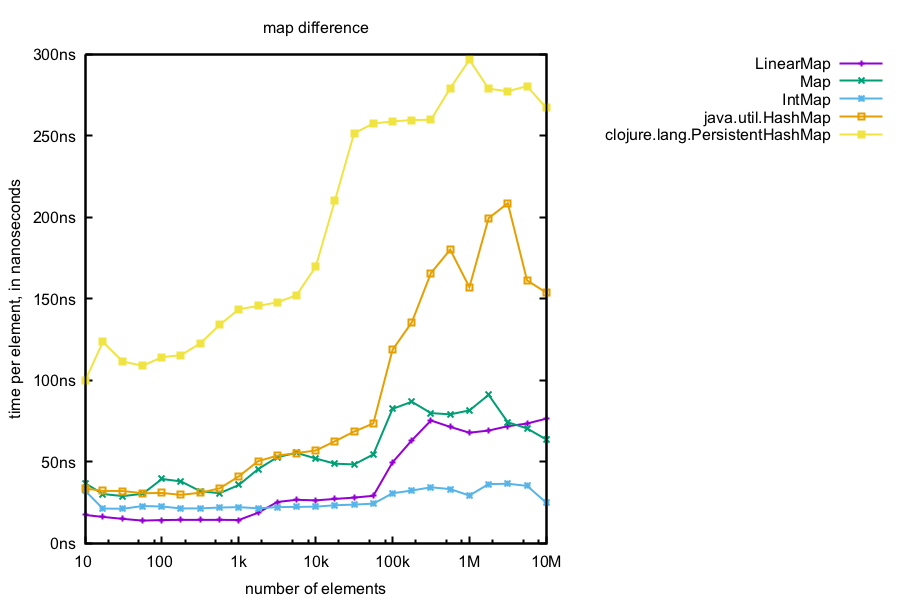 map difference
LinearMap
Map
IntMap
java.util.HashMap
clojure.lang.PersistentHashMap
time per element, in nanoseconds
300ns
250ns
200ns
150ns
100ns
50ns
0ns
10 100 1k 10k 100k 1M 10M
number of elements